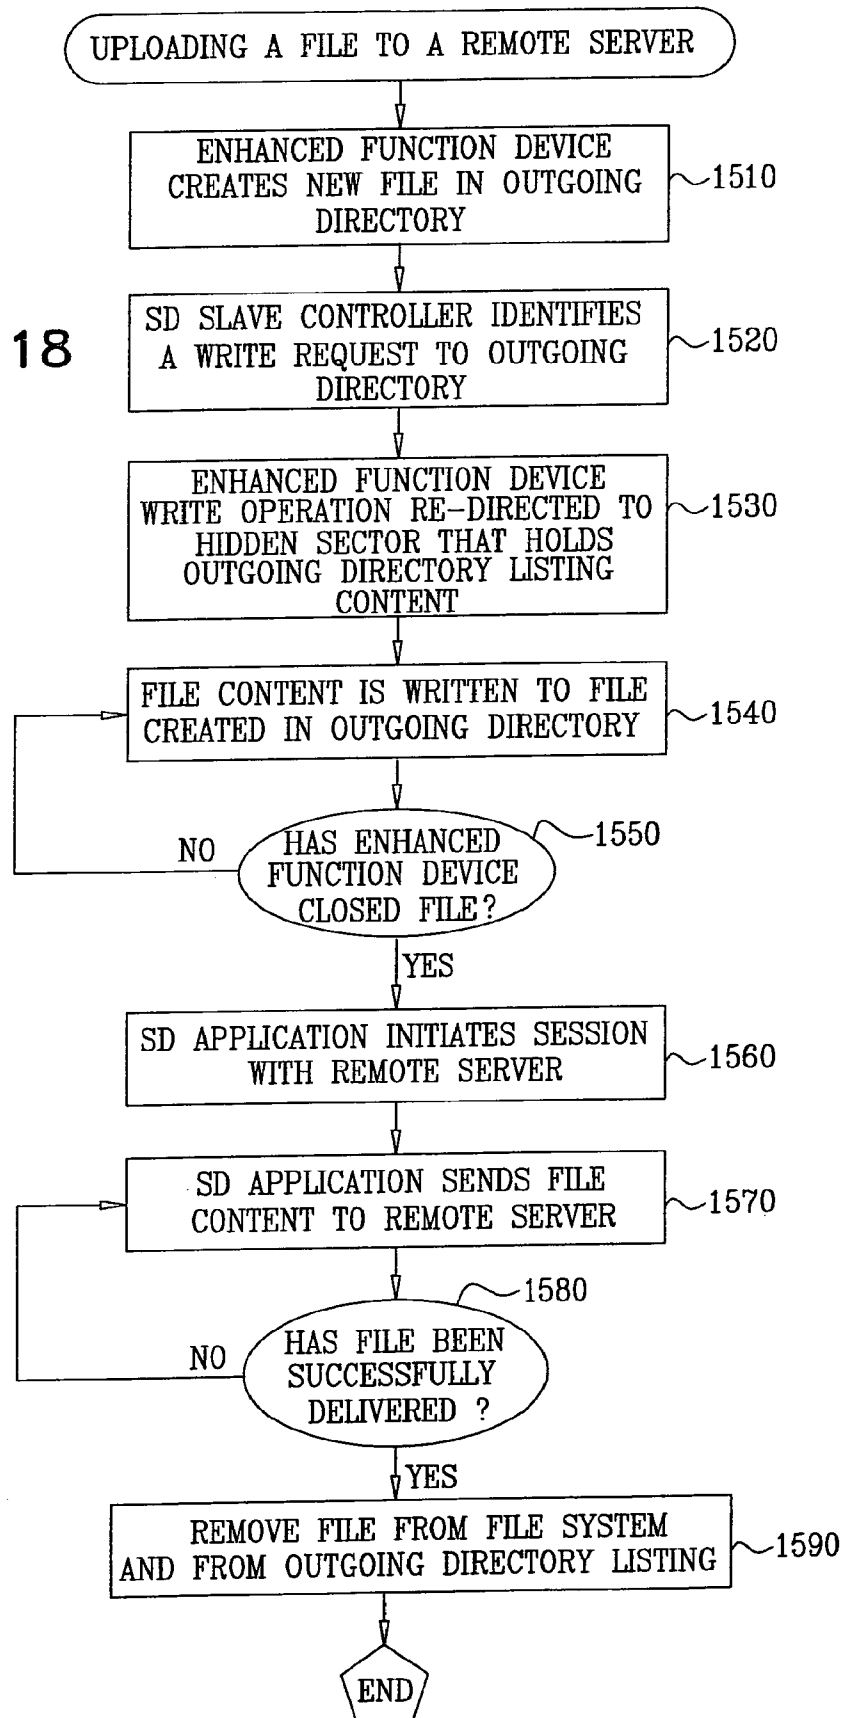 UPLOADING A FILE TO A REMOTE SERVER
ENHANCED FUNCTION DEVICE
CREATES NEW FILE IN OUTGOING
DIRECTORY
1510
18
SD SLAVE CONTROLLER IDENTIFIES
A WRITE REQUEST TO OUTGOING
DIRECTORY
1520
ENHANCED FUNCTION DEVICE
WRITE OPERATION RE-DIRECTED TO
HIDDEN SECTOR THAT HOLDS
OUTGOING DIRECTORY LISTING
CONTENT
1530
FILE CONTENT IS WRITTEN TO FILE
CREATED IN OUTGOING DIRECTORY
1540
HAS ENHANCED
FUNCTION DEVICE
CLOSED FILE?
1550
NO
YES
SD APPLICATION INITIATES SESSION
WITH REMOTE SERVER
1560
SD APPLICATION SENDS FILE
CONTENT TO REMOTE SERVER
1570
HAS FILE BEEN
SUCCESSFULLY
DELIVERED ?
1580
NO
YES
REMOVE FILE FROM FILE SYSTEM
AND FROM OUTGOING DIRECTORY LISTING
1590
END